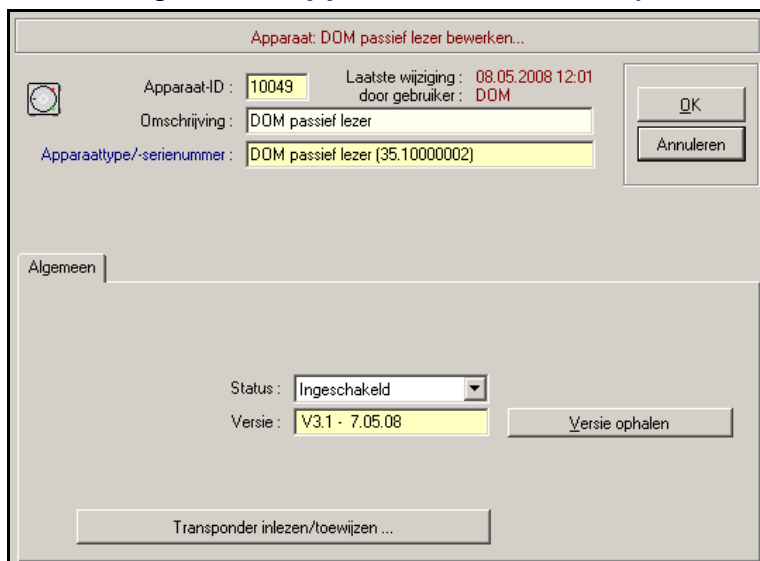 Apparaat: DOM passief lezer bewerken...
Apparaat-ID : 10049 Laatste wijziging : 08.05.2008 12:01
door gebruiker : DOM
OK
Omschrijving : DOM passief lezer
Annuleren
Apparaattype/-serienummer : DOM passief lezer (35.10000002)
Algemeen
Status : Ingeschakeld
Versie : V3.1 - 7.05.08 Versie ophalen
Transponder inlezen/toewijzen ...